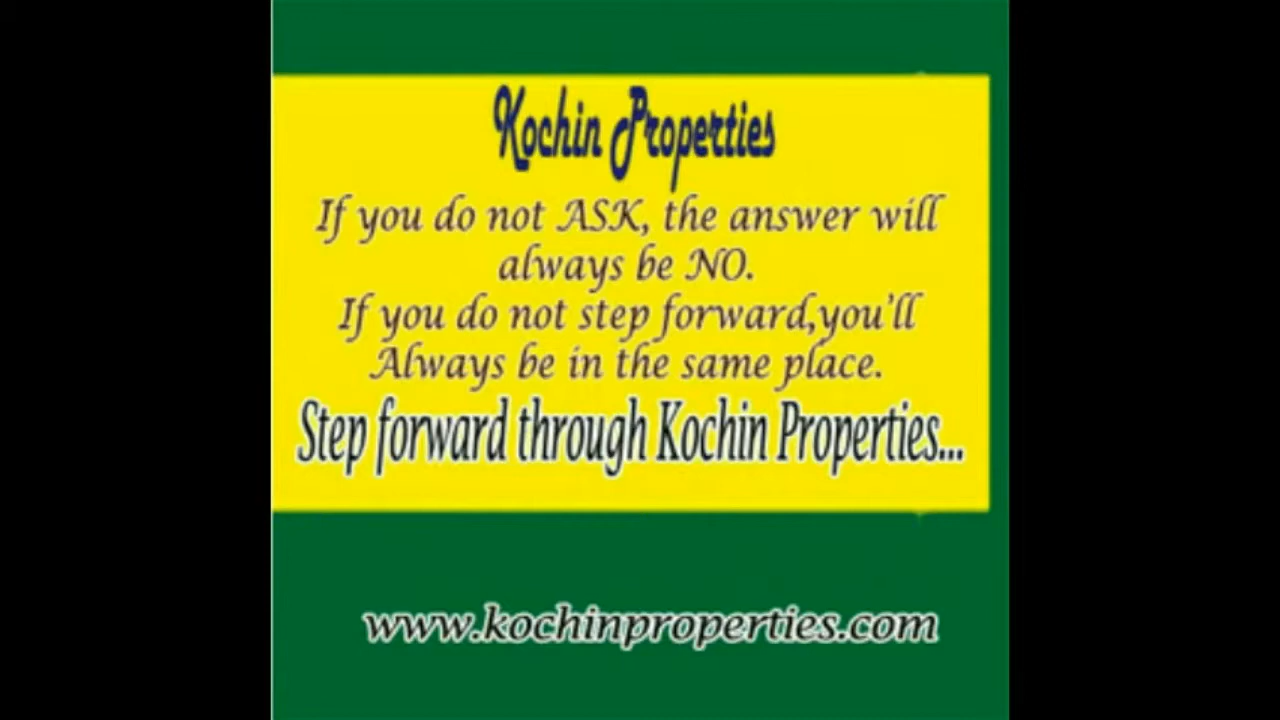 Kochin Properties
If you do not ASK, the answer will
always be NO.
If you do not step forward,you'll
Always be in the same place.
Step forward through Kochin Properties...
www.kochinproperties.com